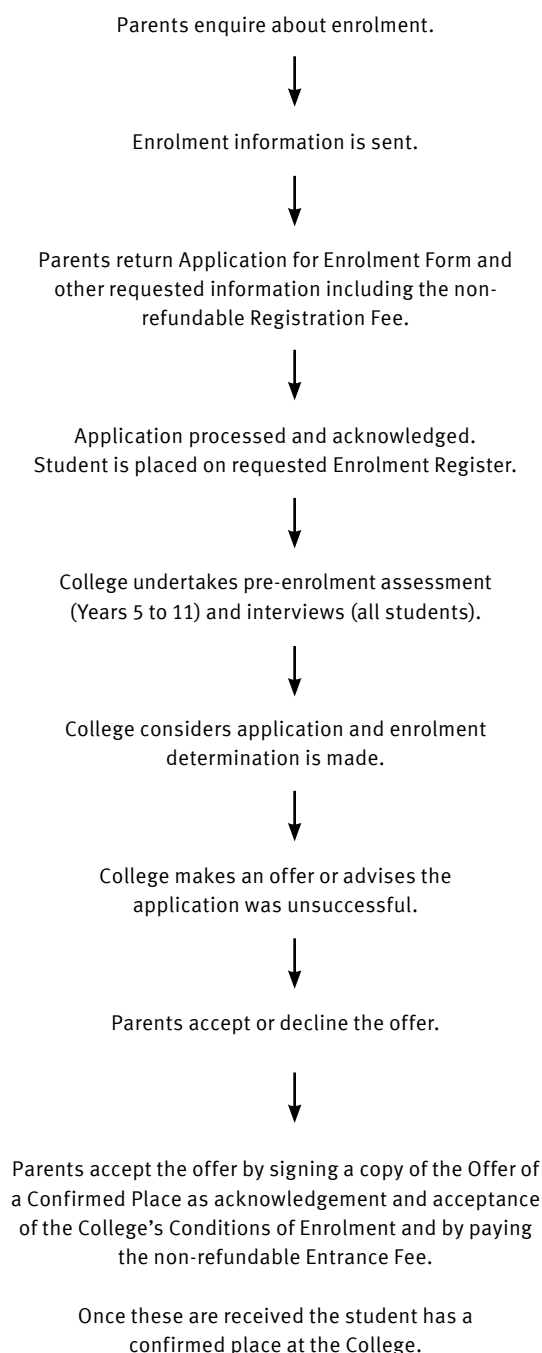 Parents enquire about enrolment.
Enrolment information is sent.
Parents return Application for Enrolment Form and
other requested information including the non-
refundable Registration Fee.
Application processed and acknowledged.
Student is placed on requested Enrolment Register.
College undertakes pre-enrolment assessment
(Years 5 to 11) and interviews (all students).
College considers application and enrolment
determination is made.
College makes an offer or advises the
application was unsuccessful.
Parents accept or decline the offer.
Parents accept the offer by signing a copy of the Offer of
a Confirmed Place as acknowledgement and acceptance
of the College’s Conditions of Enrolment and by paying
the non-refundable Entrance Fee.
Once these are received the student has a
confirmed place at the College.